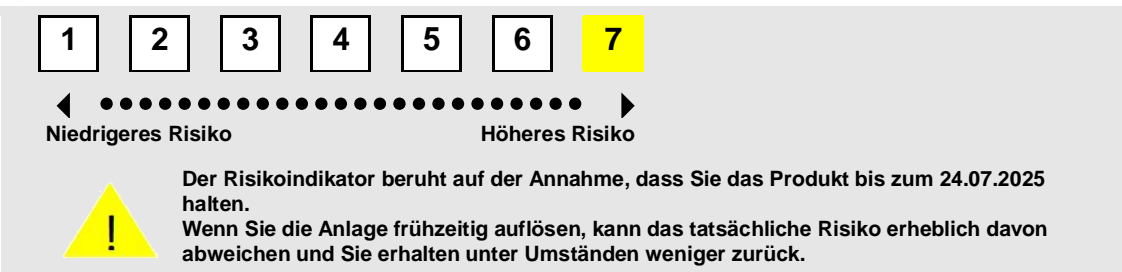 1 2 3 4 5 6 7
Niedrigeres Risiko Höheres Risiko
! Der Risikoindikator beruht auf der Annahme, dass Sie das Produkt bis zum 24.07.2025
halten.
Wenn Sie die Anlage frühzeitig auflösen, kann das tatsächliche Risiko erheblich davon
abweichen und Sie erhalten unter Umständen weniger zurück.